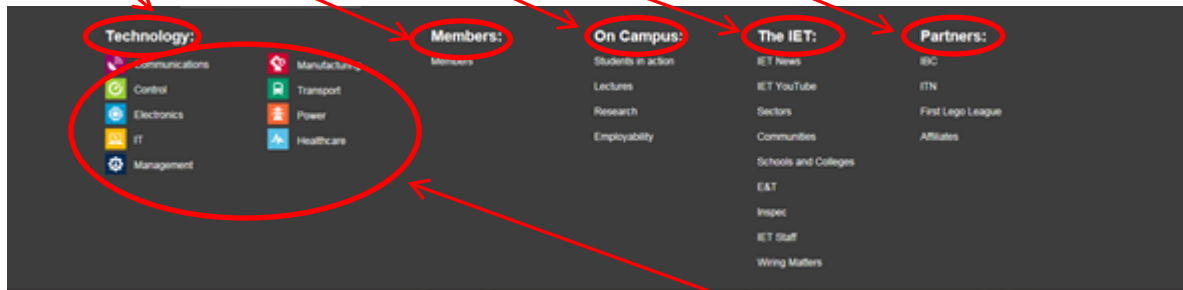 Technology:
Communications
Control
Electronics
IT
Management
Manufacturing
Transport
Power
Healthcare
Members:
Members
On Campus:
Students in action
Lectures
Research
Employability
The IET:
IET News
IET YouTube
Sectors
Communities
Schools and Colleges
E&T
Inspec
IET Staff
Wiring Matters
Partners:
IBC
ITN
First Lego League
Affiliates